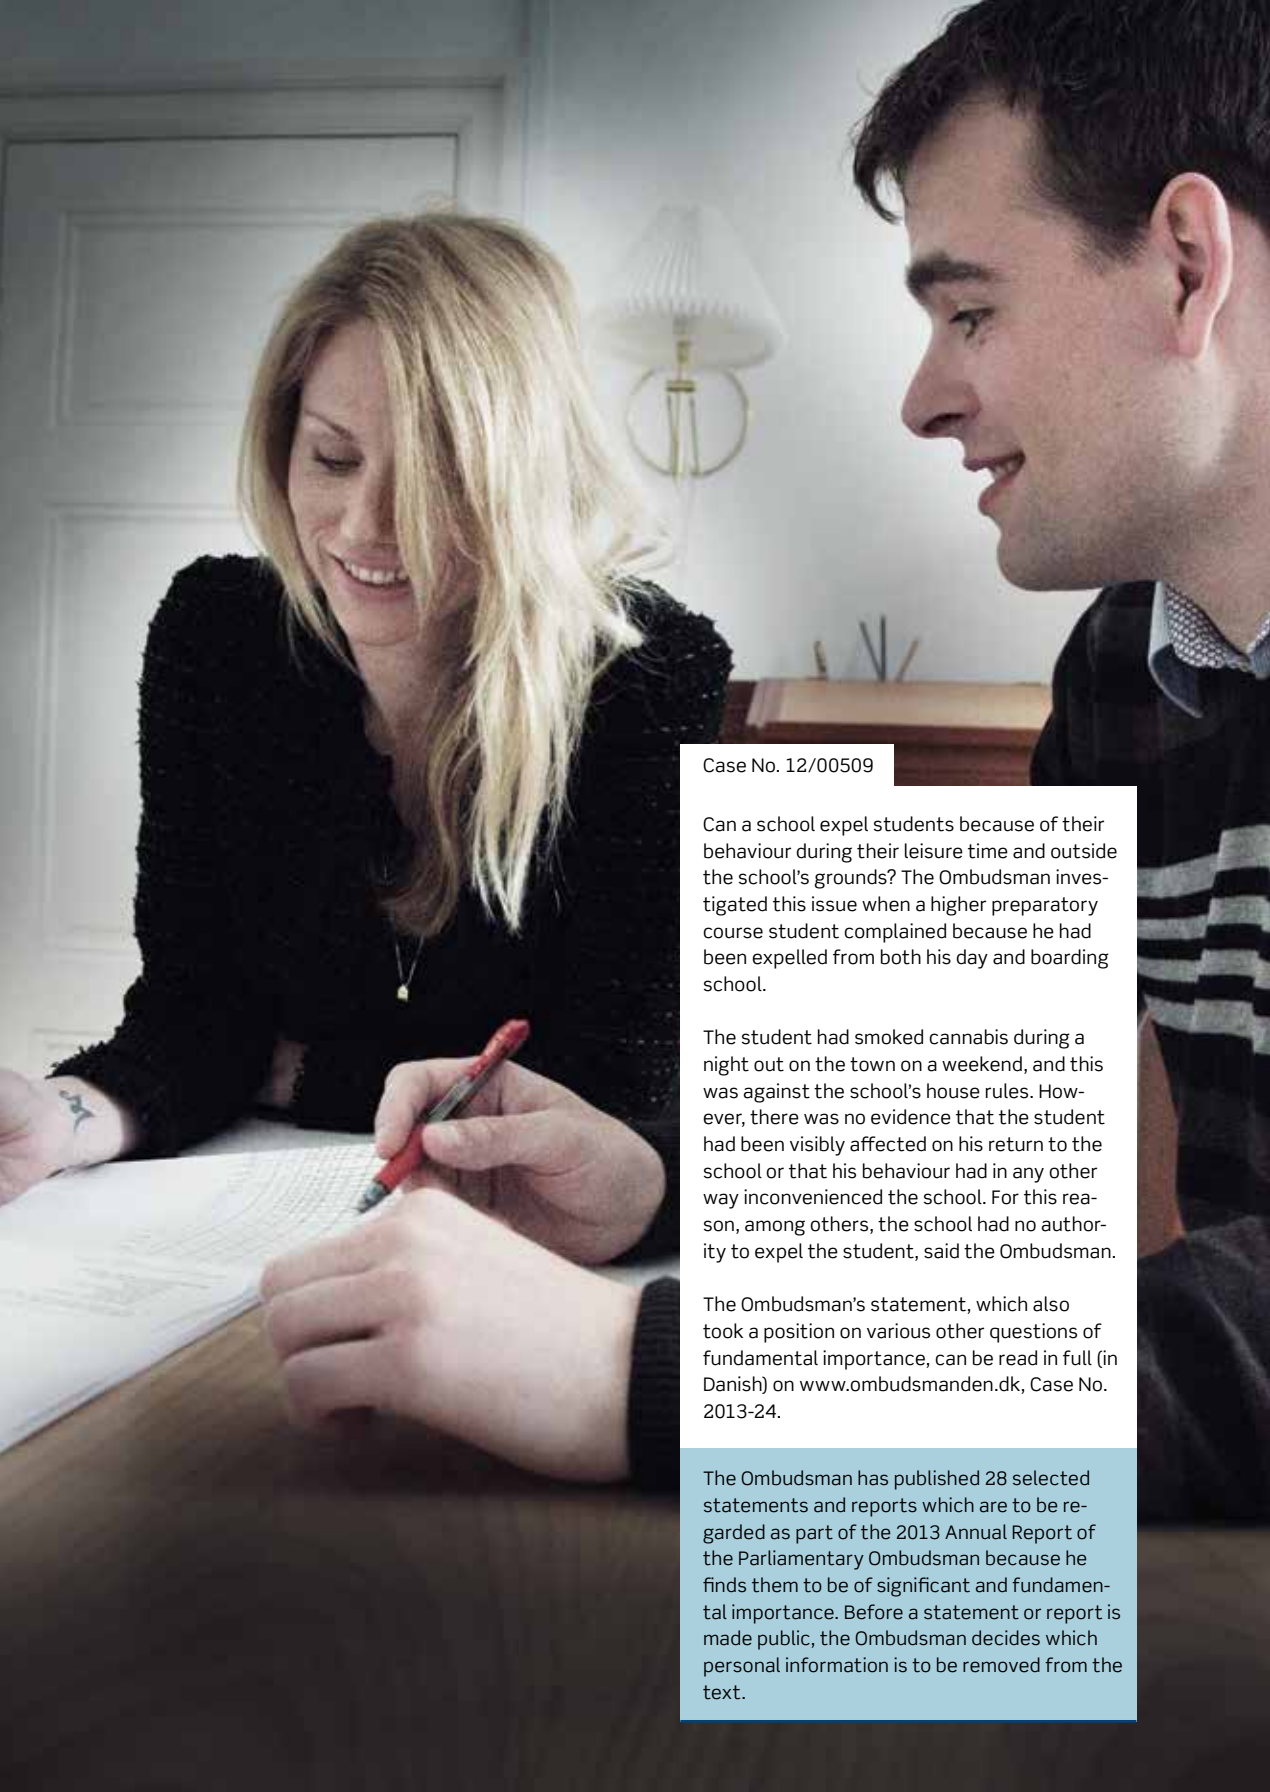 Case No. 12/00509
Can a school expel students because of their
behaviour during their leisure time and outside
the school's grounds? The Ombudsman inves-
tigated this issue when a higher preparatory
course student complained because he had
been expelled from both his day and boarding
school.
The student had smoked cannabis during a
night out on the town on a weekend, and this
was against the school's house rules. How-
ever, there was no evidence that the student
had been visibly affected on his return to the
school or that his behaviour had in any other
way inconvenienced the school. For this rea-
son, among others, the school had no author-
ity to expel the student, said the Ombudsman.
The Ombudsman's statement, which also
took a position on various other questions of
fundamental importance, can be read in full (in
Danish) on www.ombudsmanden.dk, Case No.
2013-24.
The Ombudsman has published 28 selected
statements and reports which are to be re-
garded as part of the 2013 Annual Report of
the Parliamentary Ombudsman because he
finds them to be of significant and fundamen-
tal importance. Before a statement or report is
made public, the Ombudsman decides which
personal information is to be removed from the
text.